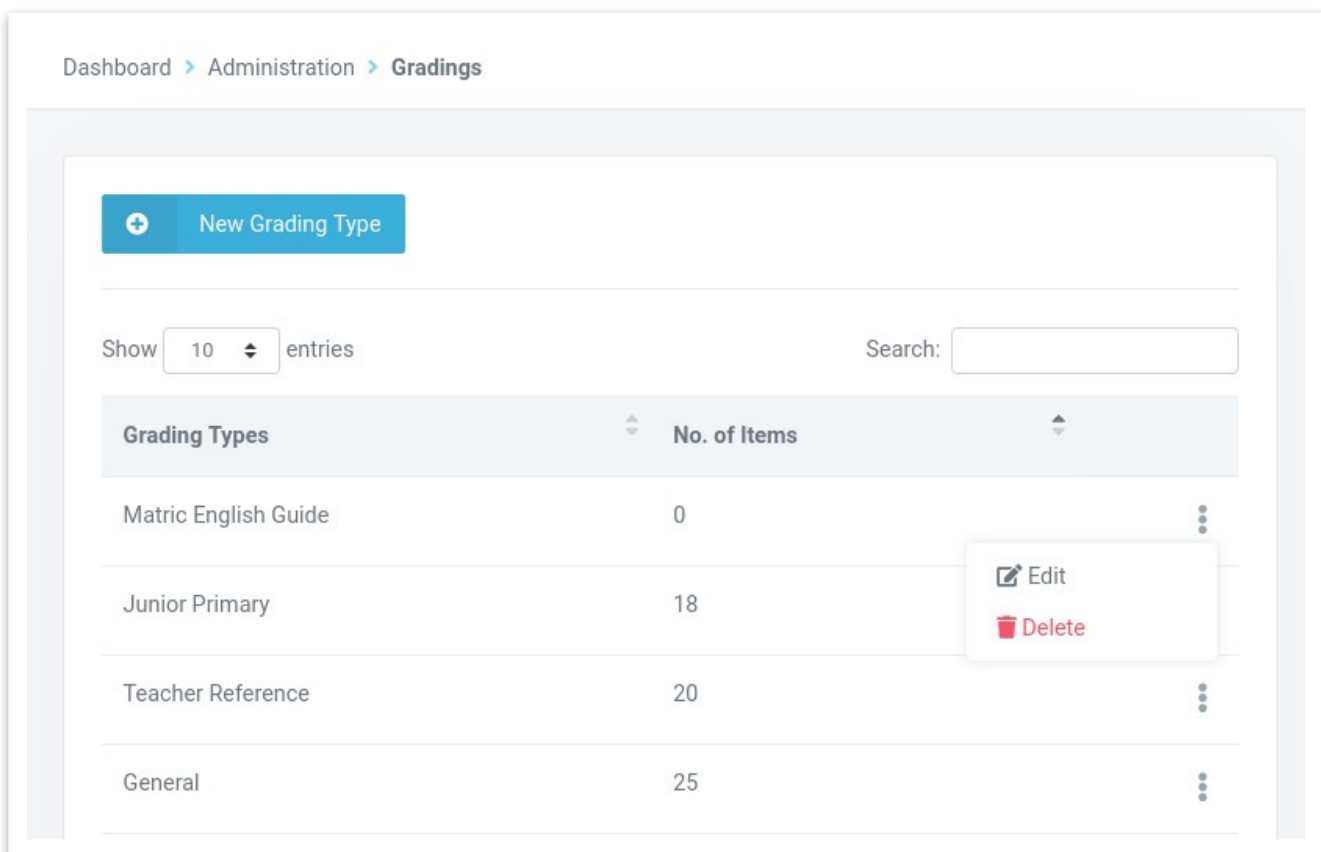 Dashboard > Administration > Gradings
New Grading Type
Show 10 entries Search:
Grading Types No. of Items
Matric English Guide 0
Edit
Junior Primary 18
Delete
Teacher Reference 20
General 25